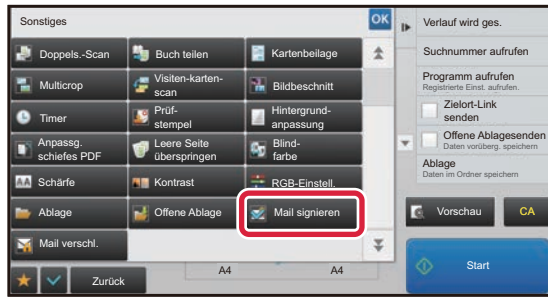 Sonstiges
OK
Doppels.-Scan
Buch teilen
Kartenbeilage
Multicrop
Visiten-karten-
scan
Bildbeschnitt
Timer
Prüf-
stempel
Hintergrund-
anpassung
Anpassg.
schiefes PDF
Leere Seite
überspringen
Blind-
farbe
AA
Schärfe
Kontrast
RGB-Einstell.
Ablage
Offene Ablage
Mail signieren
Mail verschl.
Zurück
A4
A4
Verlauf wird ges.
Suchnummer aufrufen
Programm aufrufen
Registrierte Einst. aufrufen.
Zielort-Link
senden
Offene Ablagesenden
Daten vorüberg. speichern
Ablage
Daten im Ordner speichern
Vorschau
CA
Start